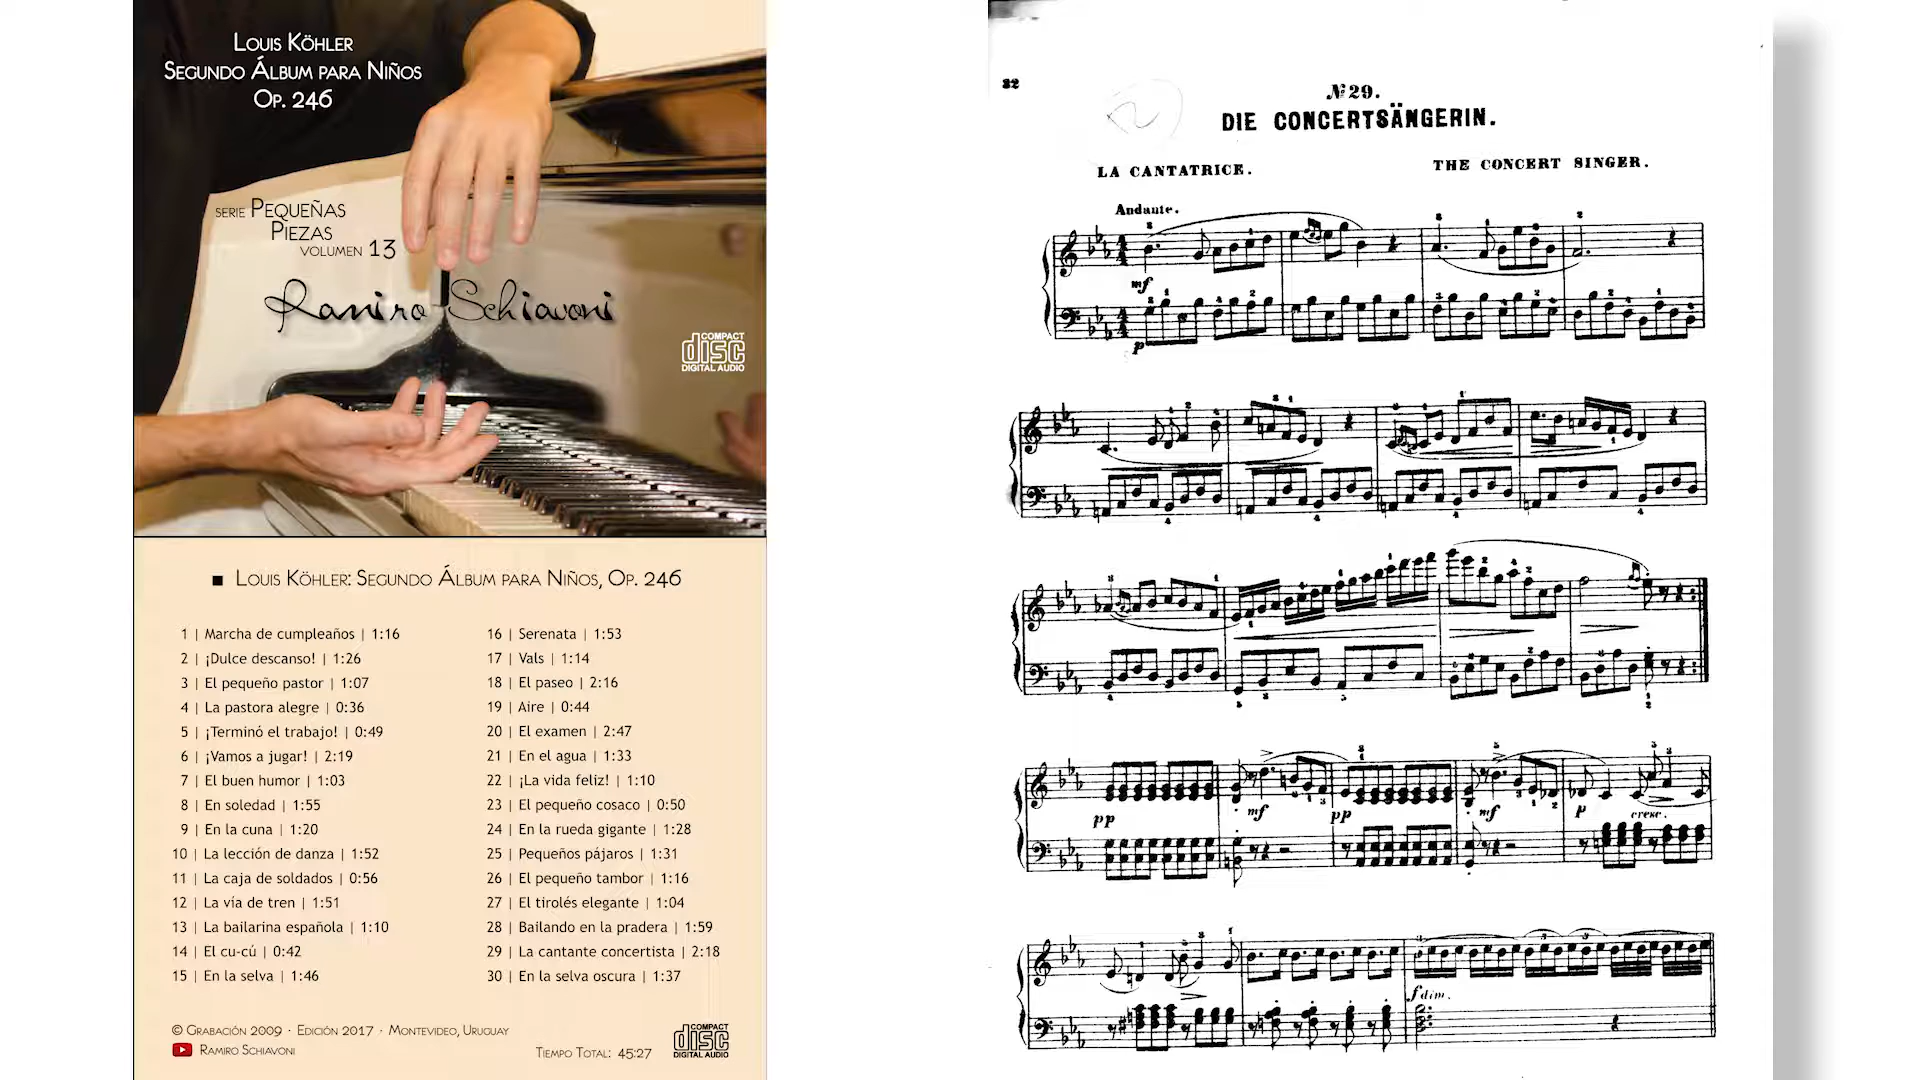 LOUIS KÖHLER
SEGUNDO ÁLBUM PARA NIÑOS
OP. 246
SERIE PEQUEÑAS
PIEZAS
VOLUMEN 13
Ramiro Schiavoni
COMPACT
disc
DIGITAL AUDIO
■ LOUIS KÖHLER: SEGUNDO ÁLBUM PARA NIÑOS, OP. 246
1 | Marcha de cumpleaños | 1:16
2 | ¡Dulce descanso! | 1:26
3 | El pequeño pastor | 1:07
4 | La pastora alegre | 0:36
5 | ¡Terminó el trabajo! | 0:49
6 | ¡Vamos a jugar! | 2:19
7 | El buen humor | 1:03
8 | En soledad | 1:55
9 | En la cuna | 1:20
10 | La lección de danza | 1:52
11 | La caja de soldados | 0:56
12 | La vía de tren | 1:51
13 | La bailarina española | 1:10
14 | El cu-cú | 0:42
15 | En la selva | 1:46
16 | Serenata | 1:53
17 | Vals | 1:14
18 | El paseo | 2:16
19 | Aire | 0:44
20 | El examen | 2:47
21 | En el agua | 1:33
22 | ¡La vida feliz! | 1:10
23 | El pequeño cosaco | 0:50
24 | En la rueda gigante | 1:28
25 | Pequeños pájaros | 1:31
26 | El pequeño tambor | 1:16
27 | El tirolés elegante | 1:04
28 | Bailando en la pradera | 1:59
29 | La cantante concertista | 2:18
30 | En la selva oscura | 1:37
© GRABACIÓN 2009 · EDICIÓN 2017 · MONTEVIDEO, URUGUAY
RAMIRO SCHIAVONI
TIEMPO TOTAL: 45:27
COMPACT
disc
DIGITAL AUDIO
32
№ 29.
DIE CONCERTSÄNGERIN.
LA CANTATRICE.
THE CONCERT SINGER.
Andante.
mf
p
pp
mf
pp
mf
p
cresc.
f dim.